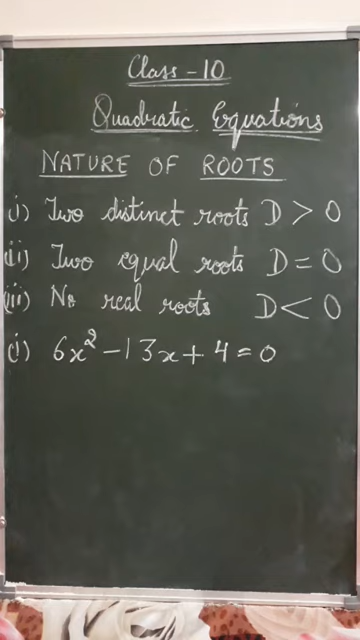 Class - 10
Quadratic Equations
NATURE OF ROOTS
i) Two distinct roots D > 0
(ii) Two equal roots D = 0
(iii) No real roots D < 0
(i) 6x² - 13x + 4 = 0